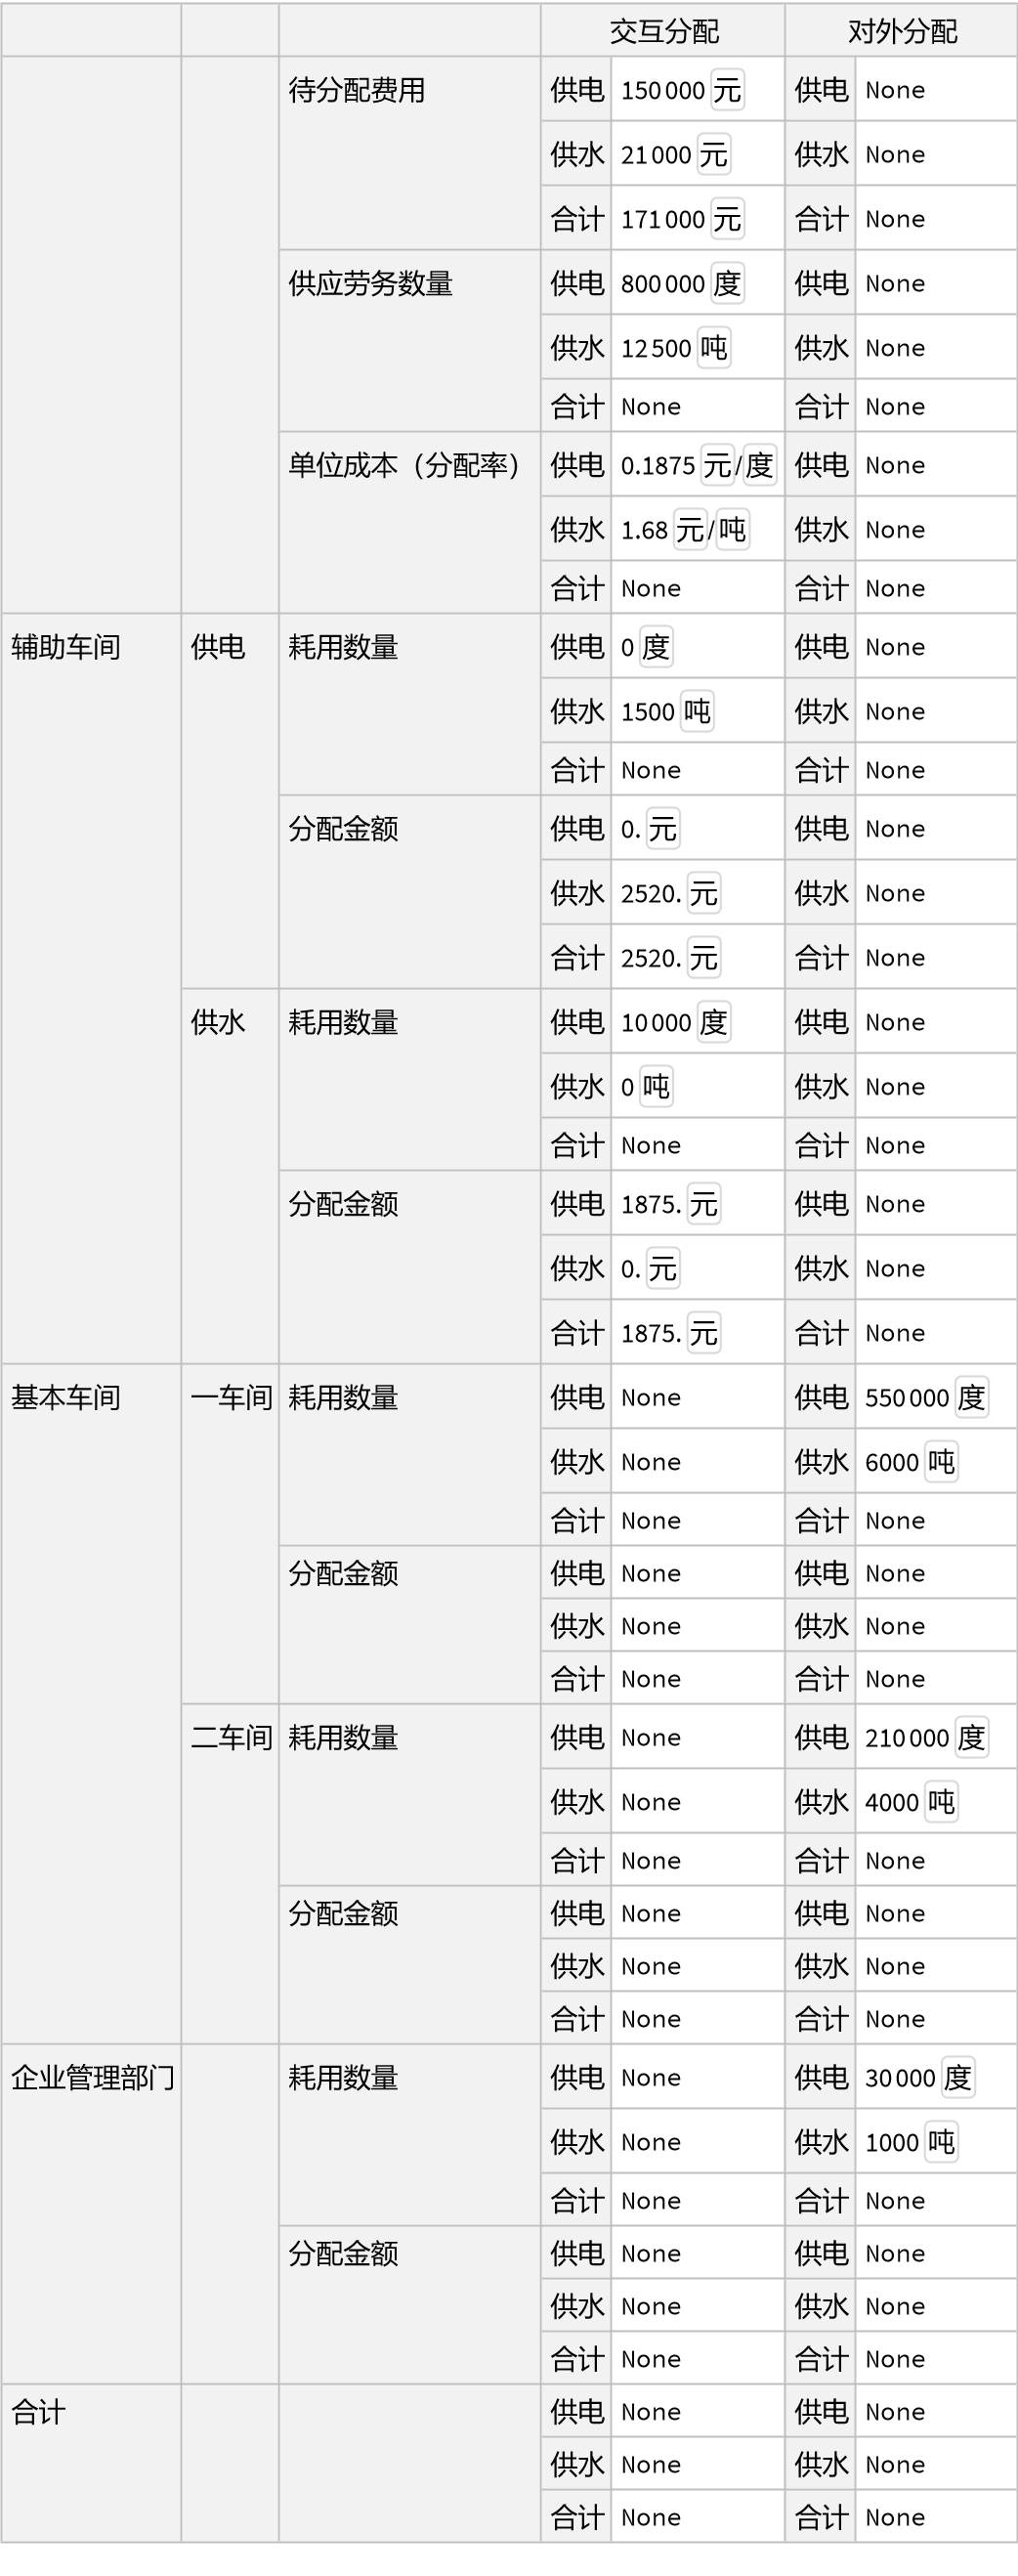 交互分配 对外分配
待分配费用 供电 150000 元 供电 None
供水 21000 元 供水 None
合计 171000 元 合计 None
供应劳务数量 供电 800000 度 供电 None
供水 12500 吨 供水 None
合计 None 合计 None
单位成本（分配率） 供电 0.1875 元/度 供电 None
供水 1.68 元/吨 供水 None
合计 None 合计 None
辅助车间 供电 耗用数量 供电 0 度 供电 None
供水 1500 吨 供水 None
合计 None 合计 None
分配金额 供电 0. 元 供电 None
供水 2520. 元 供水 None
合计 2520. 元 合计 None
供水 耗用数量 供电 10000 度 供电 None
供水 0 吨 供水 None
合计 None 合计 None
分配金额 供电 1875. 元 供电 None
供水 0. 元 供水 None
合计 1875. 元 合计 None
基本车间 一车间 耗用数量 供电 None 供电 550000 度
供水 None 供水 6000 吨
合计 None 合计 None
分配金额 供电 None 供电 None
供水 None 供水 None
合计 None 合计 None
二车间 耗用数量 供电 None 供电 210000 度
供水 None 供水 4000 吨
合计 None 合计 None
分配金额 供电 None 供电 None
供水 None 供水 None
合计 None 合计 None
企业管理部门 耗用数量 供电 None 供电 30000 度
供水 None 供水 1000 吨
合计 None 合计 None
分配金额 供电 None 供电 None
供水 None 供水 None
合计 None 合计 None
合计 供电 None 供电 None
供水 None 供水 None
合计 None 合计 None